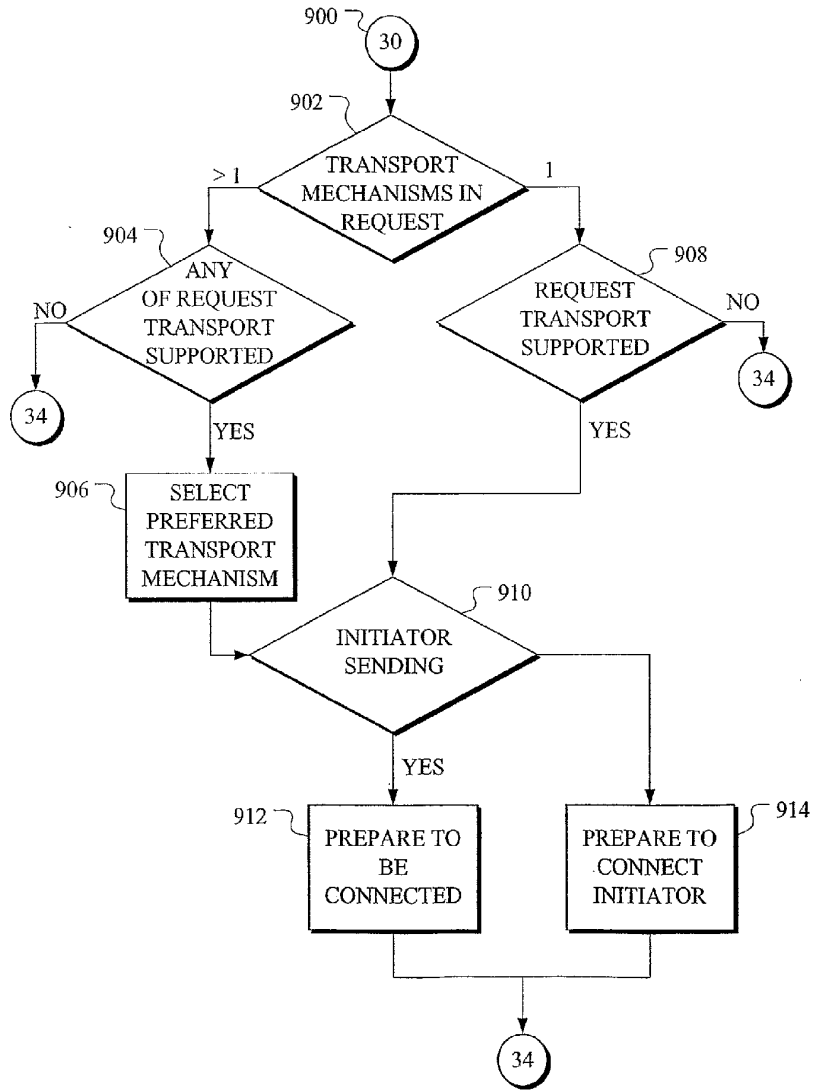 900
30
902
TRANSPORT
MECHANISMS IN
REQUEST
> 1
1
904
ANY
OF REQUEST
TRANSPORT
SUPPORTED
NO
34
YES
908
REQUEST
TRANSPORT
SUPPORTED
NO
34
YES
906
SELECT
PREFERRED
TRANSPORT
MECHANISM
910
INITIATOR
SENDING
YES
912
PREPARE TO
BE
CONNECTED
914
PREPARE TO
CONNECT
INITIATOR
34